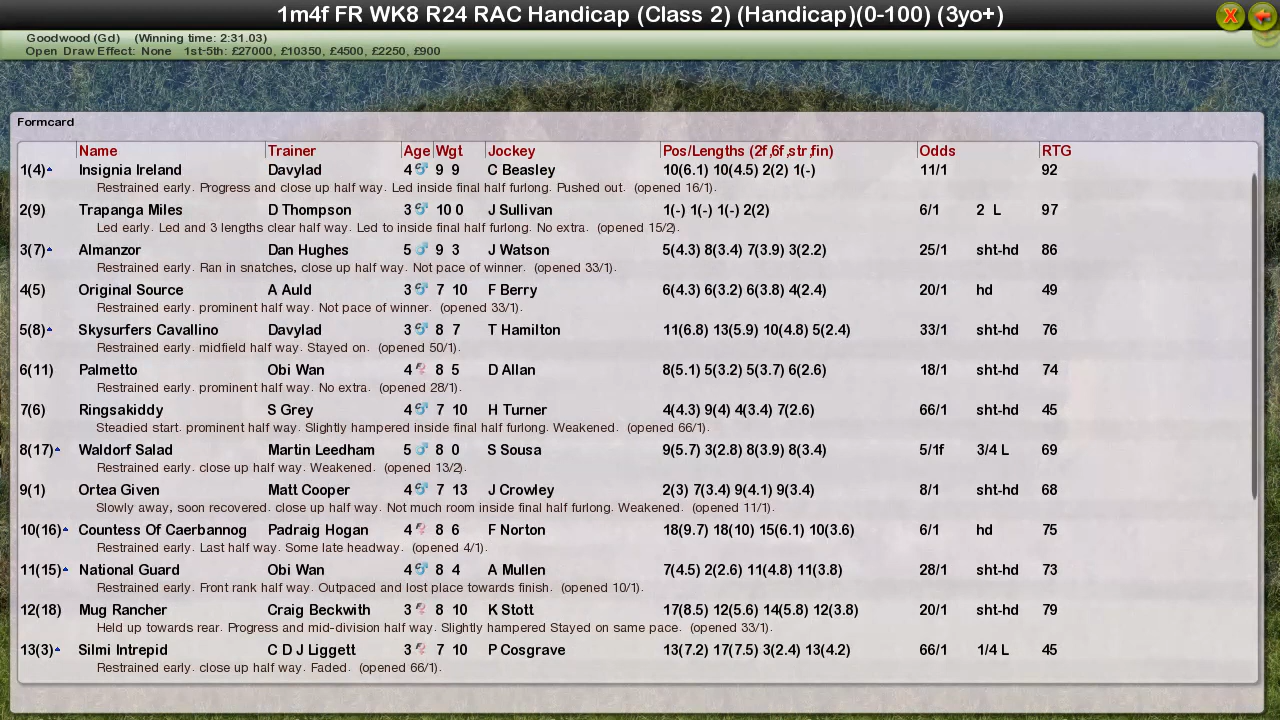 1m4f FR WK8 R24 RAC Handicap (Class 2) (Handicap)(0-100) (3yo+)
Goodwood (Gd) (Winning time: 2:31.03)
Open Draw Effect: None 1st-5th: £27000, £10350, £4500, £2250, £900
Formcard
Name Trainer Age Wgt Jockey Pos/Lengths (2f,6f,str,fin) Odds RTG
1(4) Insignia Ireland Davylad 4 9 9 C Beasley 10(6.1) 10(4.5) 2(2) 1(-) 11/1 92
Restrained early. Progress and close up half way. Led inside final half furlong. Pushed out. (opened 16/1).
2(9) Trapanga Miles D Thompson 3 10 0 J Sullivan 1(-) 1(-) 1(-) 2(2) 6/1 2 L 97
Led early. Led and 3 lengths clear half way. Led to inside final half furlong. No extra. (opened 15/2).
3(7) Almanzor Dan Hughes 5 9 3 J Watson 5(4.3) 8(3.4) 7(3.9) 3(2.2) 25/1 sht-hd 86
Restrained early. Ran in snatches, close up half way. Not pace of winner. (opened 33/1).
4(5) Original Source A Auld 3 7 10 F Berry 6(4.3) 6(3.2) 6(3.8) 4(2.4) 20/1 hd 49
Restrained early. prominent half way. Not pace of winner. (opened 33/1).
5(8) Skysurfers Cavallino Davylad 3 8 7 T Hamilton 11(6.8) 13(5.9) 10(4.8) 5(2.4) 33/1 sht-hd 76
Restrained early. midfield half way. Stayed on. (opened 50/1).
6(11) Palmetto Obi Wan 4 8 5 D Allan 8(5.1) 5(3.2) 5(3.7) 6(2.6) 18/1 sht-hd 74
Restrained early. prominent half way. No extra. (opened 28/1).
7(6) Ringsakiddy S Grey 4 7 10 H Turner 4(4.3) 9(4) 4(3.4) 7(2.6) 66/1 sht-hd 45
Steadied start. prominent half way. Slightly hampered inside final half furlong. Weakened. (opened 66/1).
8(17) Waldorf Salad Martin Leedham 5 8 0 S Sousa 9(5.7) 3(2.8) 8(3.9) 8(3.4) 5/1f 3/4 L 69
Restrained early. close up half way. Weakened. (opened 13/2).
9(1) Ortea Given Matt Cooper 4 7 13 J Crowley 2(3) 7(3.4) 9(4.1) 9(3.4) 8/1 sht-hd 68
Slowly away, soon recovered. close up half way. Not much room inside final half furlong. Weakened. (opened 11/1).
10(16) Countess Of Caerbannog Padraig Hogan 4 8 6 F Norton 18(9.7) 18(10) 15(6.1) 10(3.6) 6/1 hd 75
Restrained early. Last half way. Some late headway. (opened 4/1).
11(15) National Guard Obi Wan 4 8 4 A Mullen 7(4.5) 2(2.6) 11(4.8) 11(3.8) 28/1 sht-hd 73
Restrained early. Front rank half way. Outpaced and lost place towards finish. (opened 10/1).
12(18) Mug Rancher Craig Beckwith 3 8 10 K Stott 17(8.5) 12(5.6) 14(5.8) 12(3.8) 20/1 sht-hd 79
Held up towards rear. Progress and mid-division half way. Slightly hampered Stayed on same pace. (opened 33/1).
13(3) Silmi Intrepid C D J Liggett 3 7 10 P Cosgrave 13(7.2) 17(7.5) 3(2.4) 13(4.2) 66/1 1/4 L 45
Restrained early. close up half way. Faded. (opened 66/1).